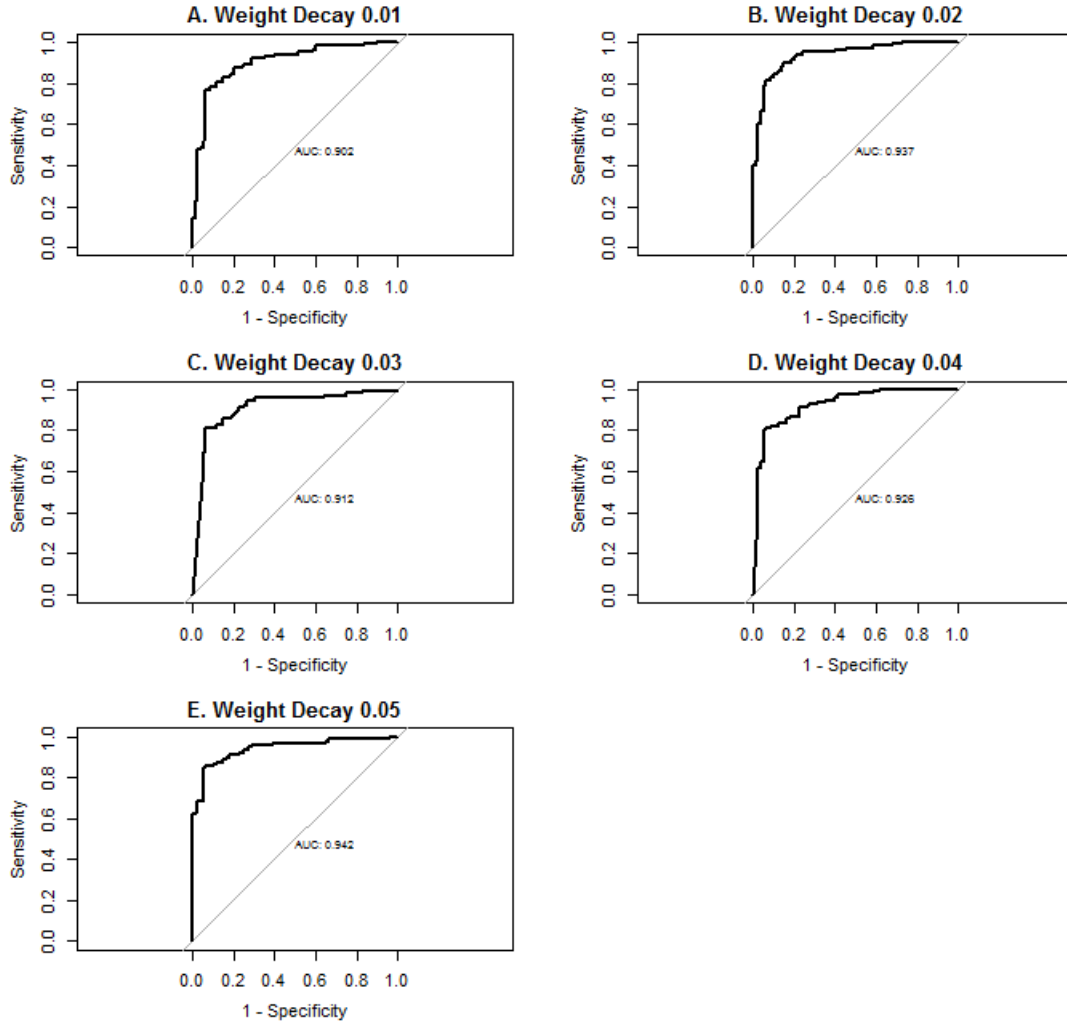 A. Weight Decay 0.01
Sensitivity
0.0 0.2 0.4 0.6 0.8 1.0
AUC: 0.902
0.0 0.2 0.4 0.6 0.8 1.0
1 - Specificity
B. Weight Decay 0.02
Sensitivity
0.0 0.2 0.4 0.6 0.8 1.0
AUC: 0.937
0.0 0.2 0.4 0.6 0.8 1.0
1 - Specificity
C. Weight Decay 0.03
Sensitivity
0.0 0.2 0.4 0.6 0.8 1.0
AUC: 0.912
0.0 0.2 0.4 0.6 0.8 1.0
1 - Specificity
D. Weight Decay 0.04
Sensitivity
0.0 0.2 0.4 0.6 0.8 1.0
AUC: 0.926
0.0 0.2 0.4 0.6 0.8 1.0
1 - Specificity
E. Weight Decay 0.05
Sensitivity
0.0 0.2 0.4 0.6 0.8 1.0
AUC: 0.942
0.0 0.2 0.4 0.6 0.8 1.0
1 - Specificity